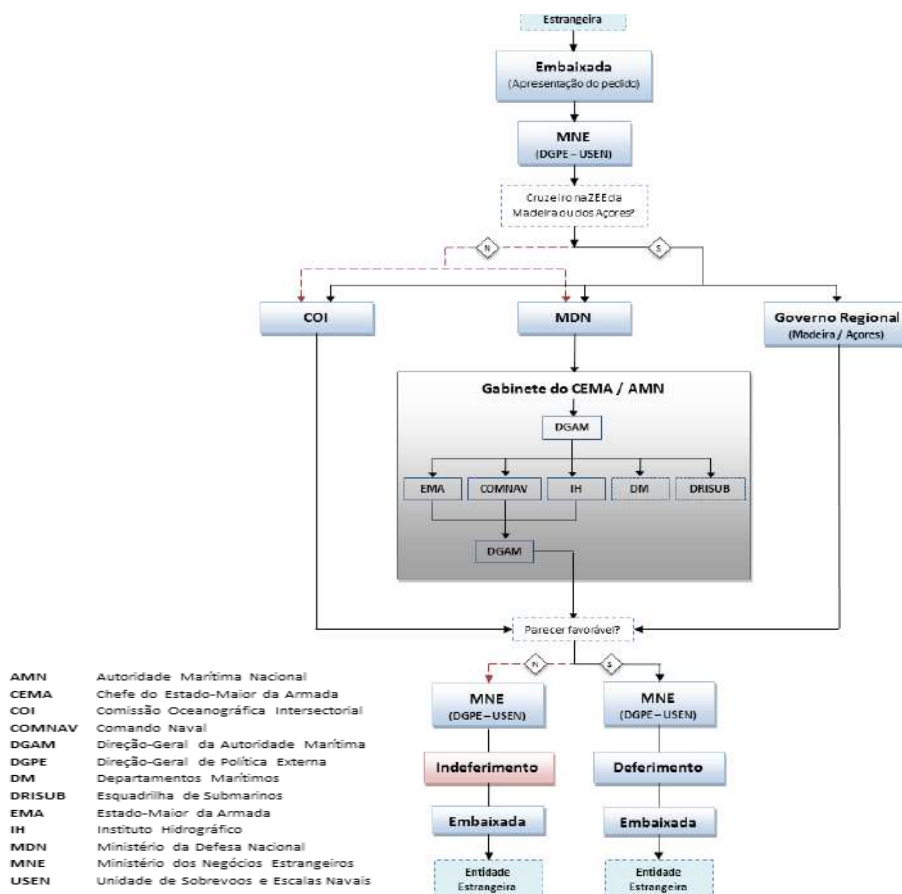 Estrangeira
Embaixada
(Apresentação do pedido)
MNE
(DGPE – USEN)
Cruzeiro na ZEE da
Madeira ou dos Açores?
N
S
COI
MDN
Governo Regional
(Madeira / Açores)
Gabinete do CEMA / AMN
DGAM
EMA
COMNAV
IH
DM
DRISUB
DGAM
Parecer favorável?
N
S
MNE
(DGPE – USEN)
MNE
(DGPE – USEN)
Indeferimento
Deferimento
Embaixada
Embaixada
Entidade
Estrangeira
Entidade
Estrangeira
AMN Autoridade Marítima Nacional
CEMA Chefe do Estado-Maior da Armada
COI Comissão Oceanográfica Intersectorial
COMNAV Comando Naval
DGAM Direção-Geral da Autoridade Marítima
DGPE Direção-Geral de Política Externa
DM Departamentos Marítimos
DRISUB Esquadrilha de Submarinos
EMA Estado-Maior da Armada
IH Instituto Hidrográfico
MDN Ministério da Defesa Nacional
MNE Ministério dos Negócios Estrangeiros
USEN Unidade de Sobrevoos e Escalas Navais